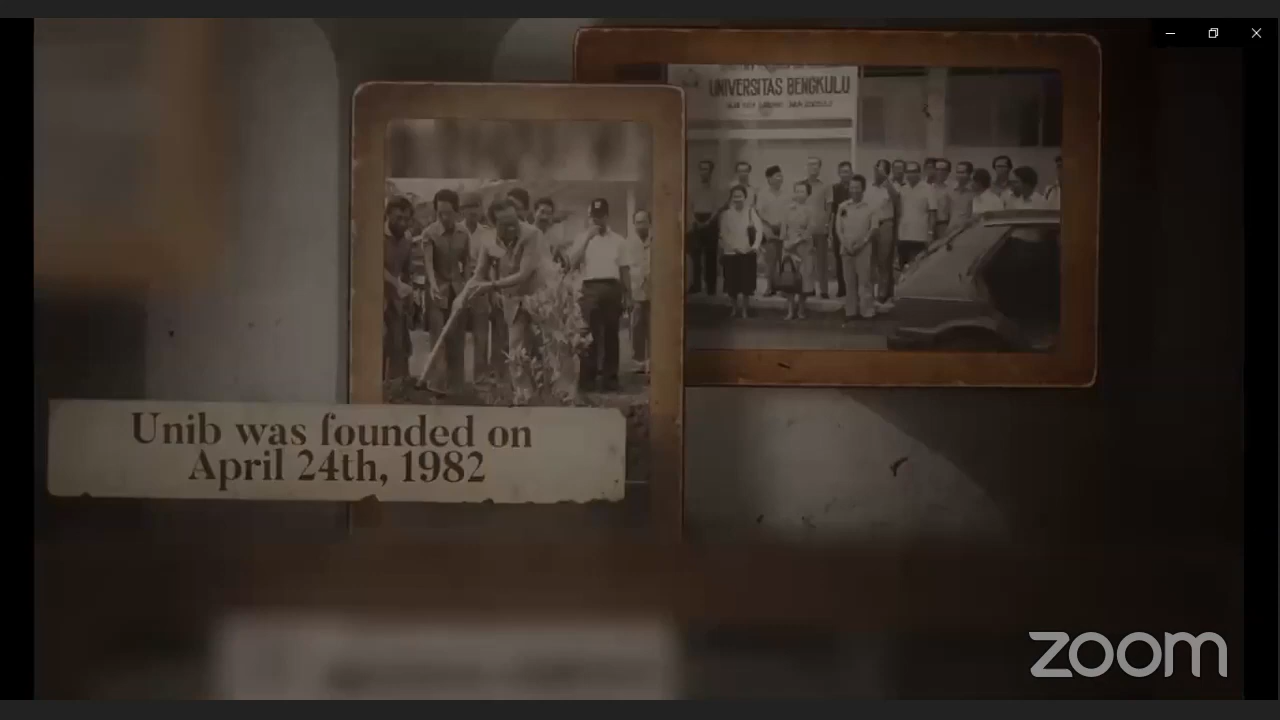 UNIVERSITAS BENGKULU
Unib was founded on
April 24th, 1982
zoom